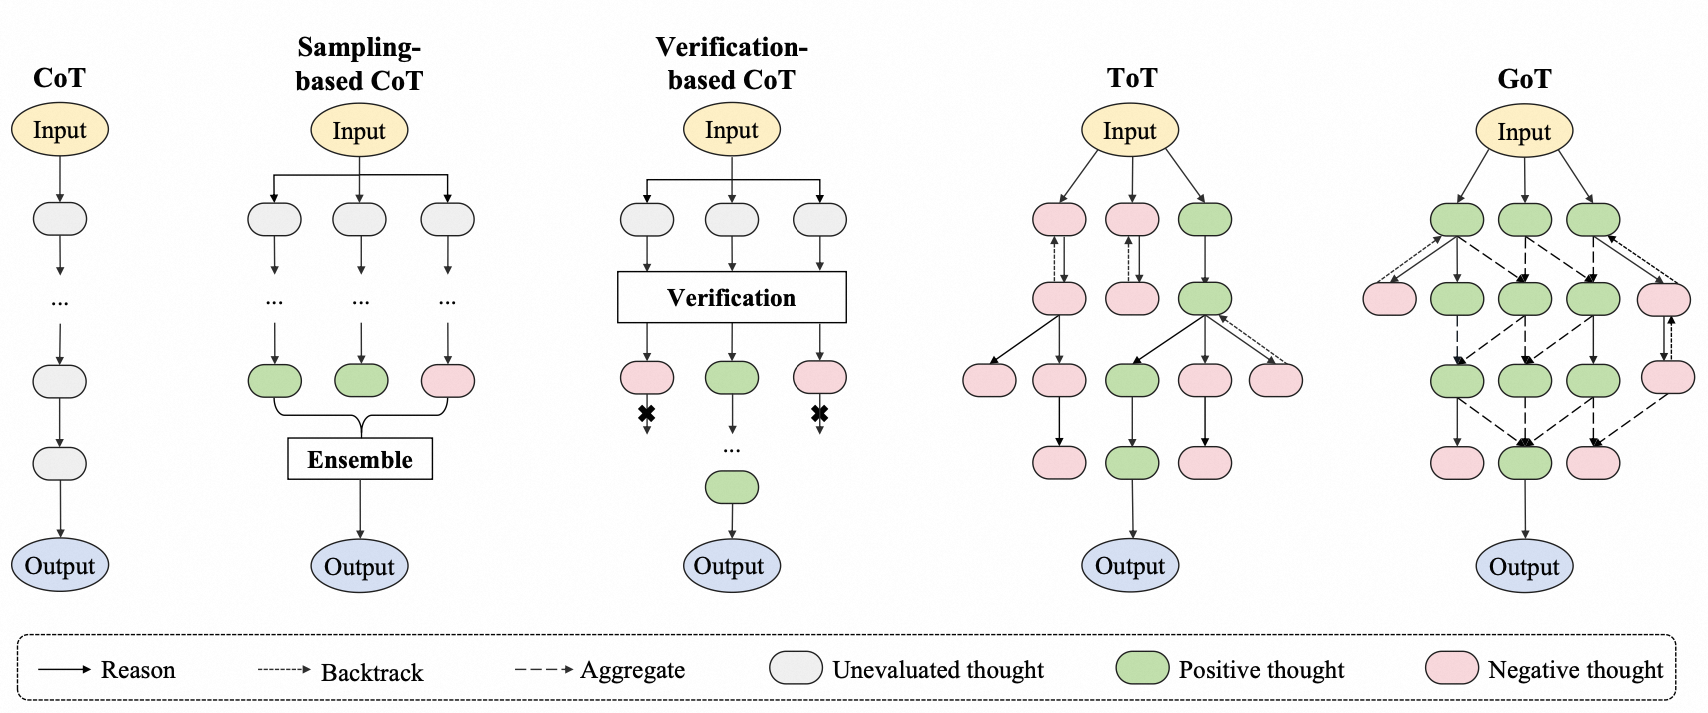 CoT
Input
...
Output
Sampling-
based CoT
Input
... ... ...
Ensemble
Output
Verification-
based CoT
Input
Verification
...
Output
ToT
Input
Output
GoT
Input
Output
Reason
Backtrack
Aggregate
Unevaluated thought
Positive thought
Negative thought